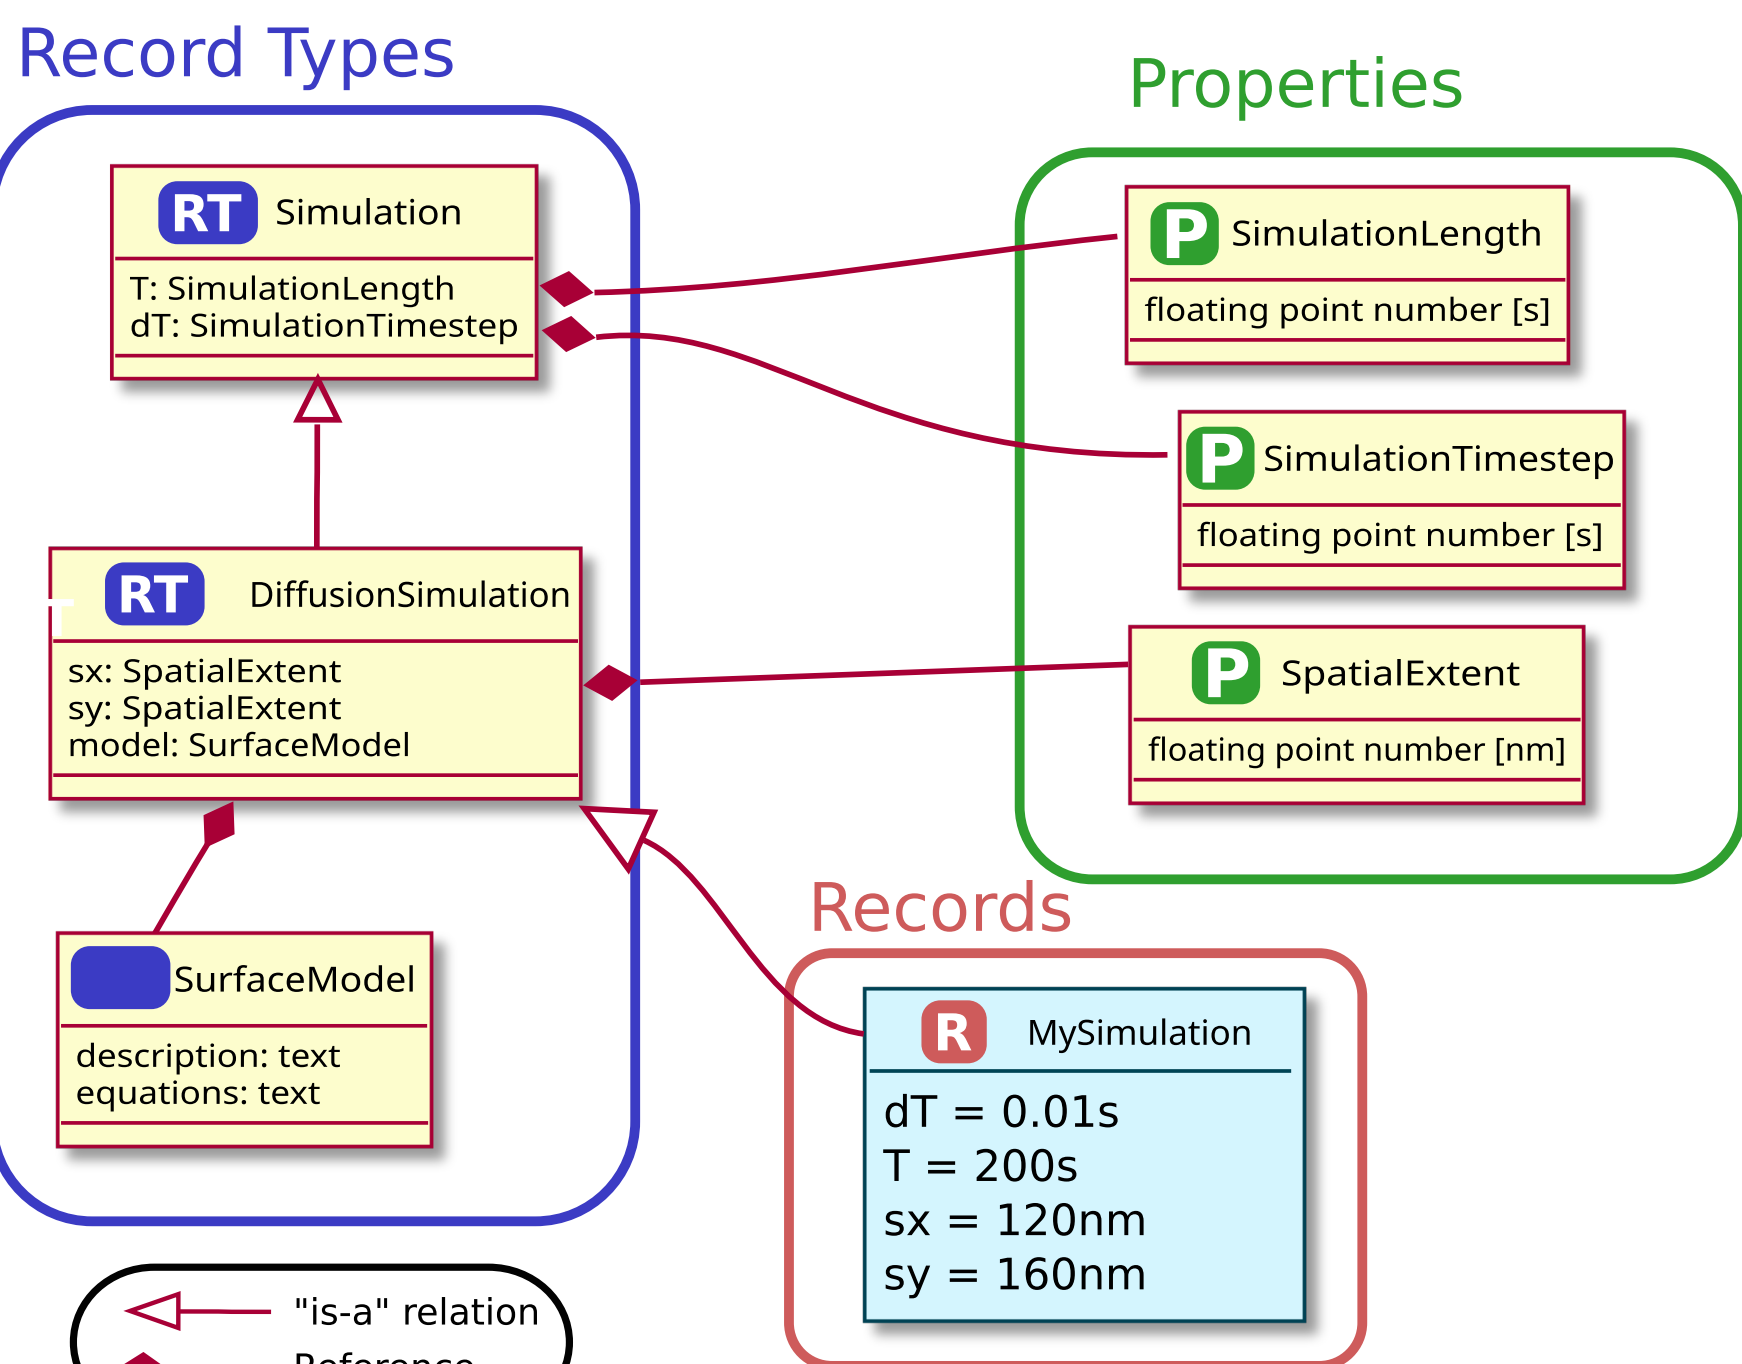 Record Types
RT Simulation
T: SimulationLength
dT: SimulationTimestep
RT DiffusionSimulation
T
sx: SpatialExtent
sy: SpatialExtent
model: SurfaceModel
SurfaceModel
description: text
equations: text
"is-a" relation
Reference
Properties
P SimulationLength
floating point number [s]
P SimulationTimestep
floating point number [s]
P SpatialExtent
floating point number [nm]
Records
R MySimulation
dT = 0.01s
T = 200s
sx = 120nm
sy = 160nm